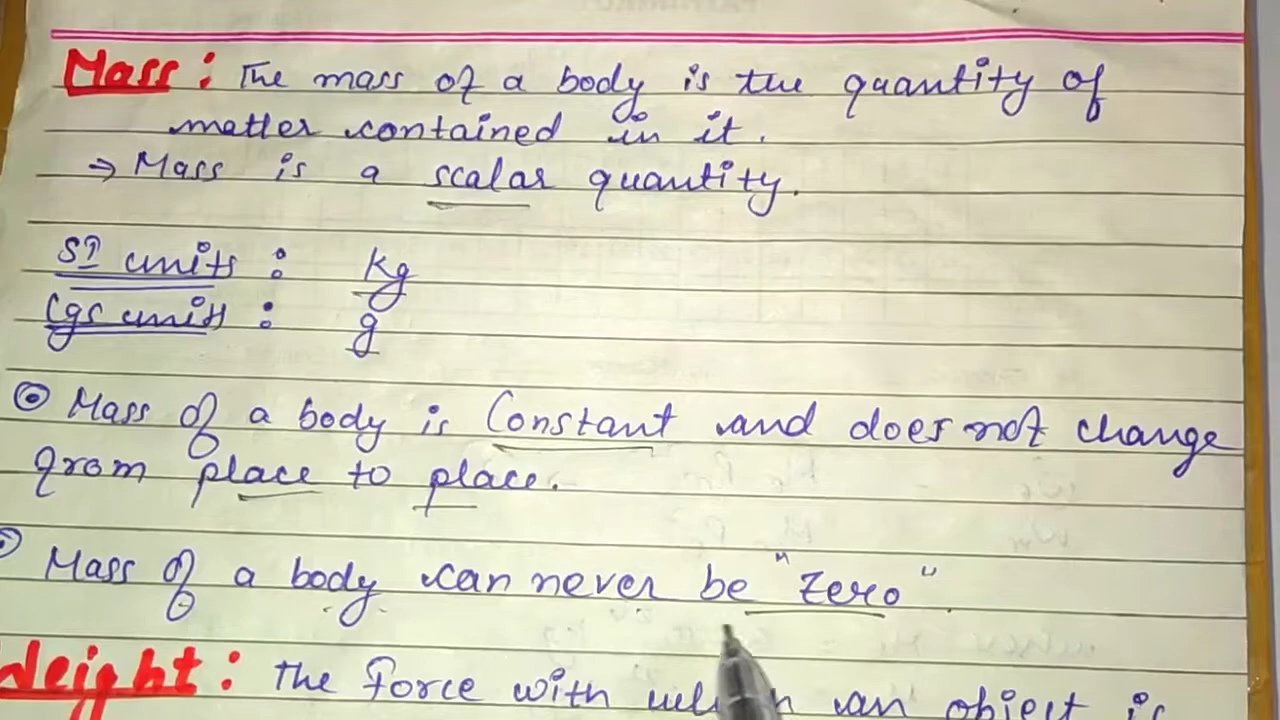 Mass : The mass of a body is the quantity of
matter contained in it.
→ Mass is a scalar quantity.
SI units : kg
Cgs units : g
⊙ Mass of a body is Constant and does not change
from place to place.
⊙ Mass of a body can never be "Zero".
Weight : The Force with which an object is